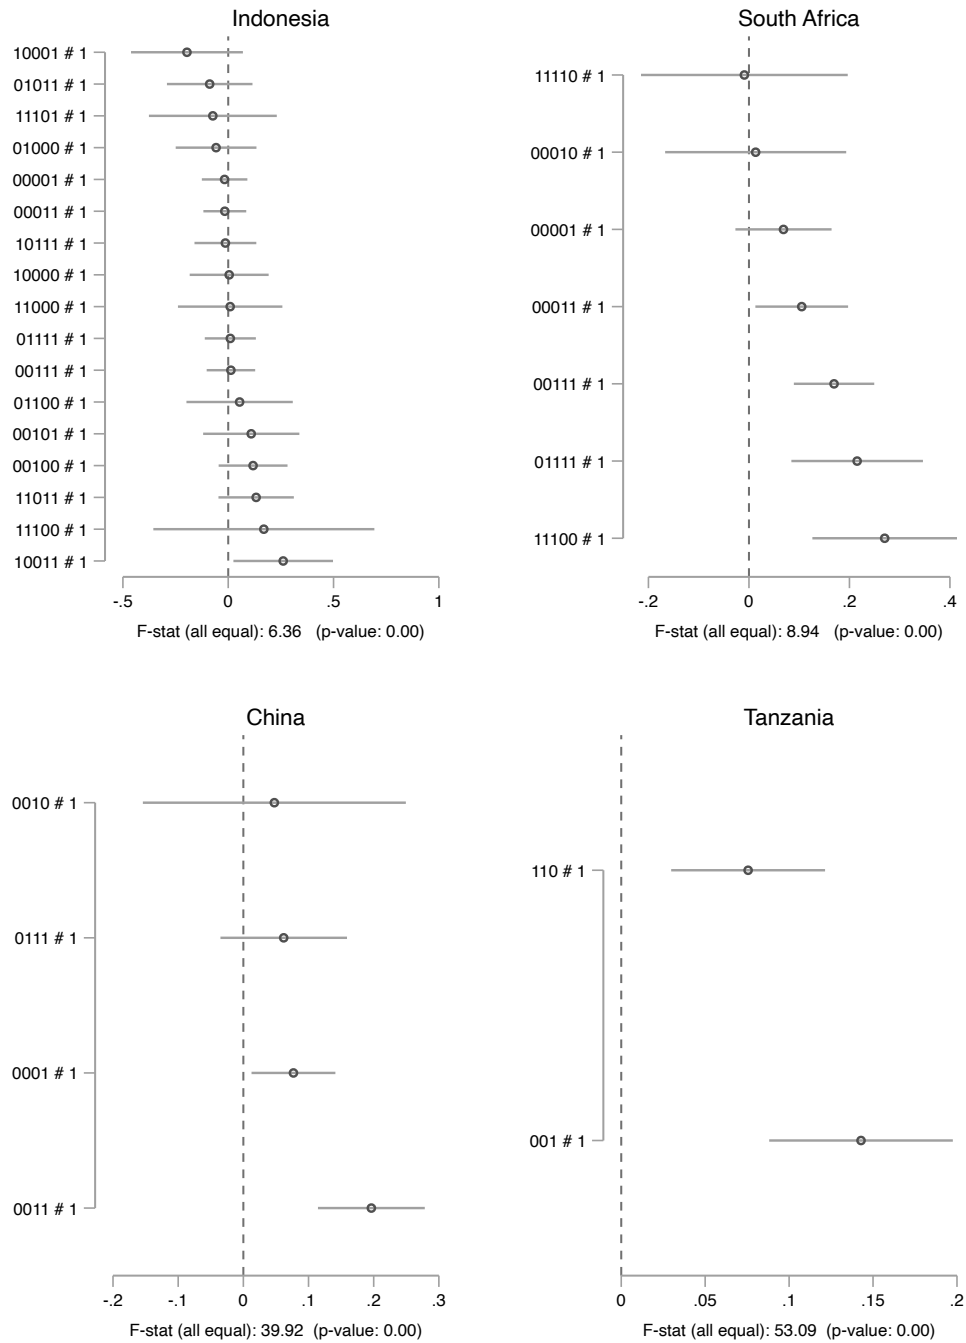 Indonesia
10001 # 1
01011 # 1
11101 # 1
01000 # 1
00001 # 1
00011 # 1
10111 # 1
10000 # 1
11000 # 1
01111 # 1
00111 # 1
01100 # 1
00101 # 1
00100 # 1
11011 # 1
11100 # 1
10011 # 1
-.5 0 .5 1
F-stat (all equal): 6.36 (p-value: 0.00)
South Africa
11110 # 1
00010 # 1
00001 # 1
00011 # 1
00111 # 1
01111 # 1
11100 # 1
-.2 0 .2 .4
F-stat (all equal): 8.94 (p-value: 0.00)
China
0010 # 1
0111 # 1
0001 # 1
0011 # 1
-.2 -.1 0 .1 .2 .3
F-stat (all equal): 39.92 (p-value: 0.00)
Tanzania
110 # 1
001 # 1
0 .05 .1 .15 .2
F-stat (all equal): 53.09 (p-value: 0.00)